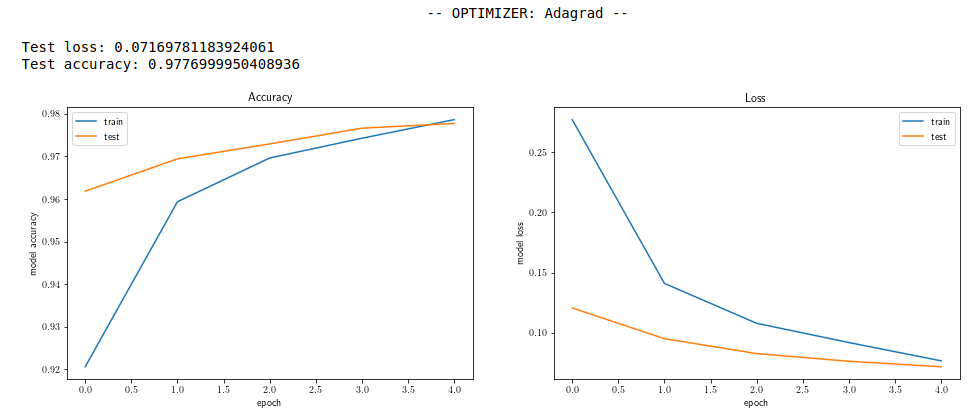 -- OPTIMIZER: Adagrad --
Test loss: 0.07169781183924061
Test accuracy: 0.9776999950408936
Accuracy
train
test
0.98
0.97
0.96
0.95
0.94
0.93
0.92
model accuracy
0.0 0.5 1.0 1.5 2.0 2.5 3.0 3.5 4.0
epoch
Loss
train
test
0.25
0.20
0.15
0.10
model loss
0.0 0.5 1.0 1.5 2.0 2.5 3.0 3.5 4.0
epoch